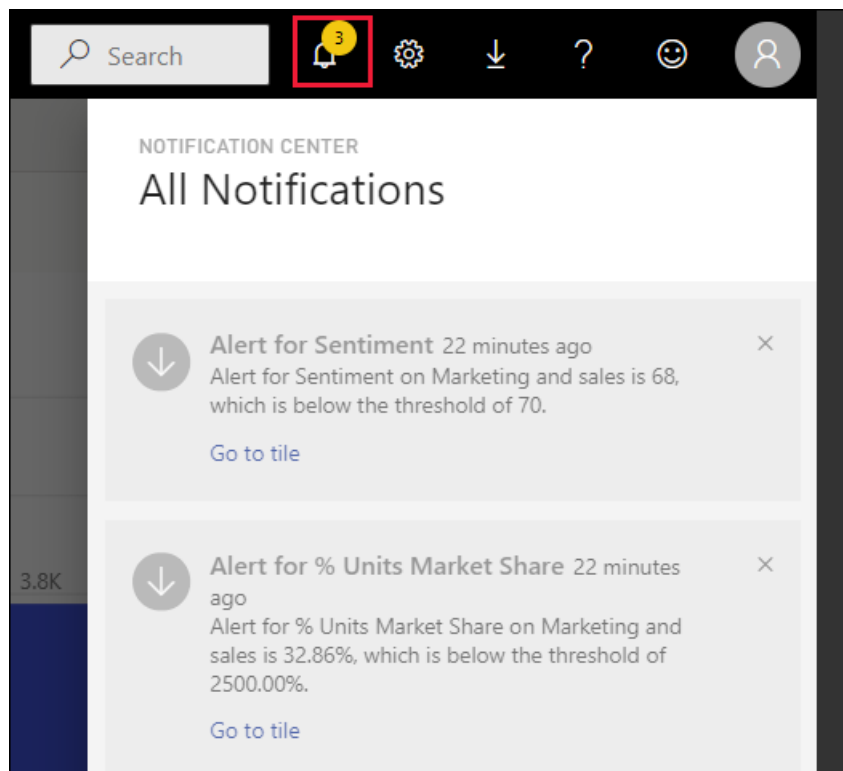 Search
3
?
NOTIFICATION CENTER
All Notifications
Alert for Sentiment 22 minutes ago
Alert for Sentiment on Marketing and sales is 68,
which is below the threshold of 70.
Go to tile
3.8K
Alert for % Units Market Share 22 minutes
ago
Alert for % Units Market Share on Marketing and
sales is 32.86%, which is below the threshold of
2500.00%.
Go to tile